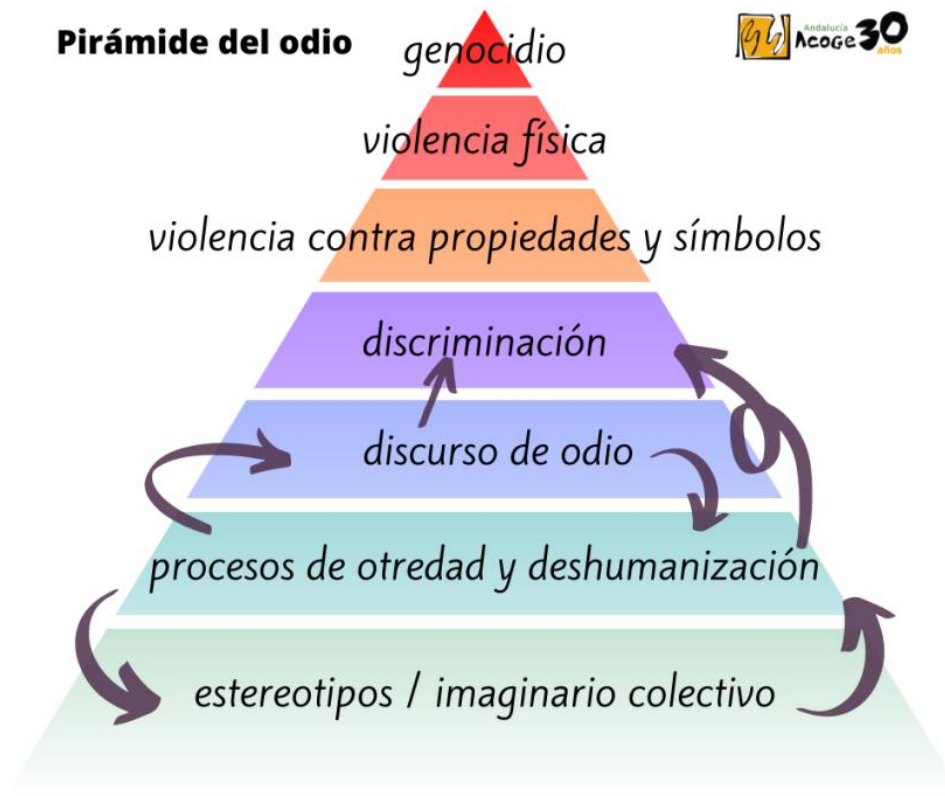 Pirámide del odio
Andalucía
Acoge 30
años
genocidio
violencia física
violencia contra propiedades y símbolos
discriminación
discurso de odio
procesos de otredad y deshumanización
estereotipos / imaginario colectivo